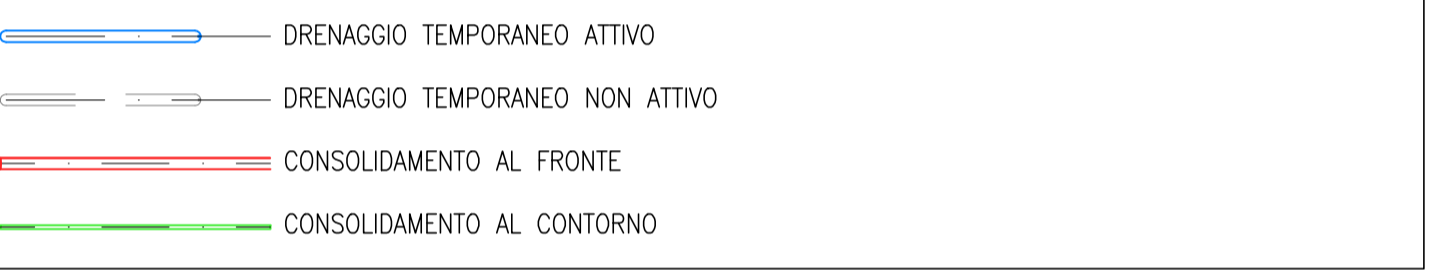 DRENAGGIO TEMPORANEO ATTIVO
DRENAGGIO TEMPORANEO NON ATTIVO
CONSOLIDAMENTO AL FRONTE
CONSOLIDAMENTO AL CONTORNO